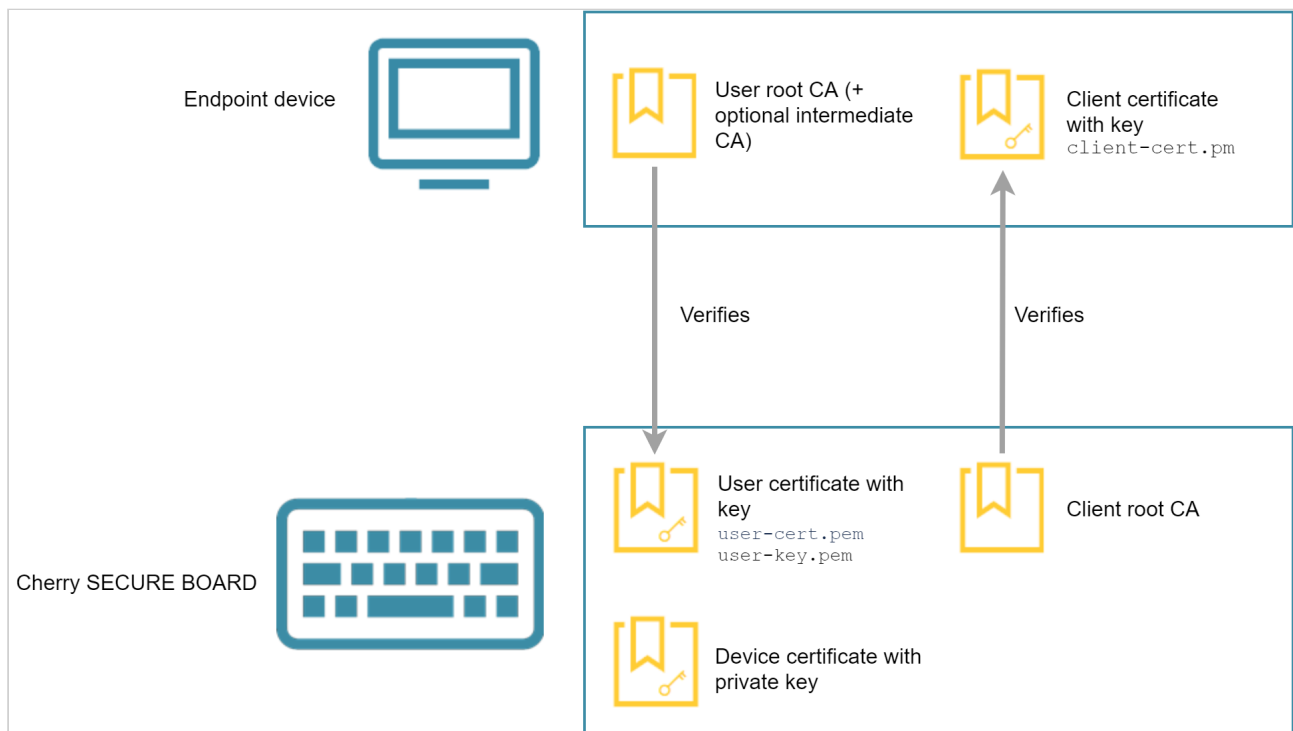 Endpoint device
User root CA (+
optional intermediate
CA)
Client certificate
with key
client-cert.pm
Verifies
Verifies
Cherry SECURE BOARD
User certificate with
key
user-cert.pem
user-key.pem
Client root CA
Device certificate with
private key